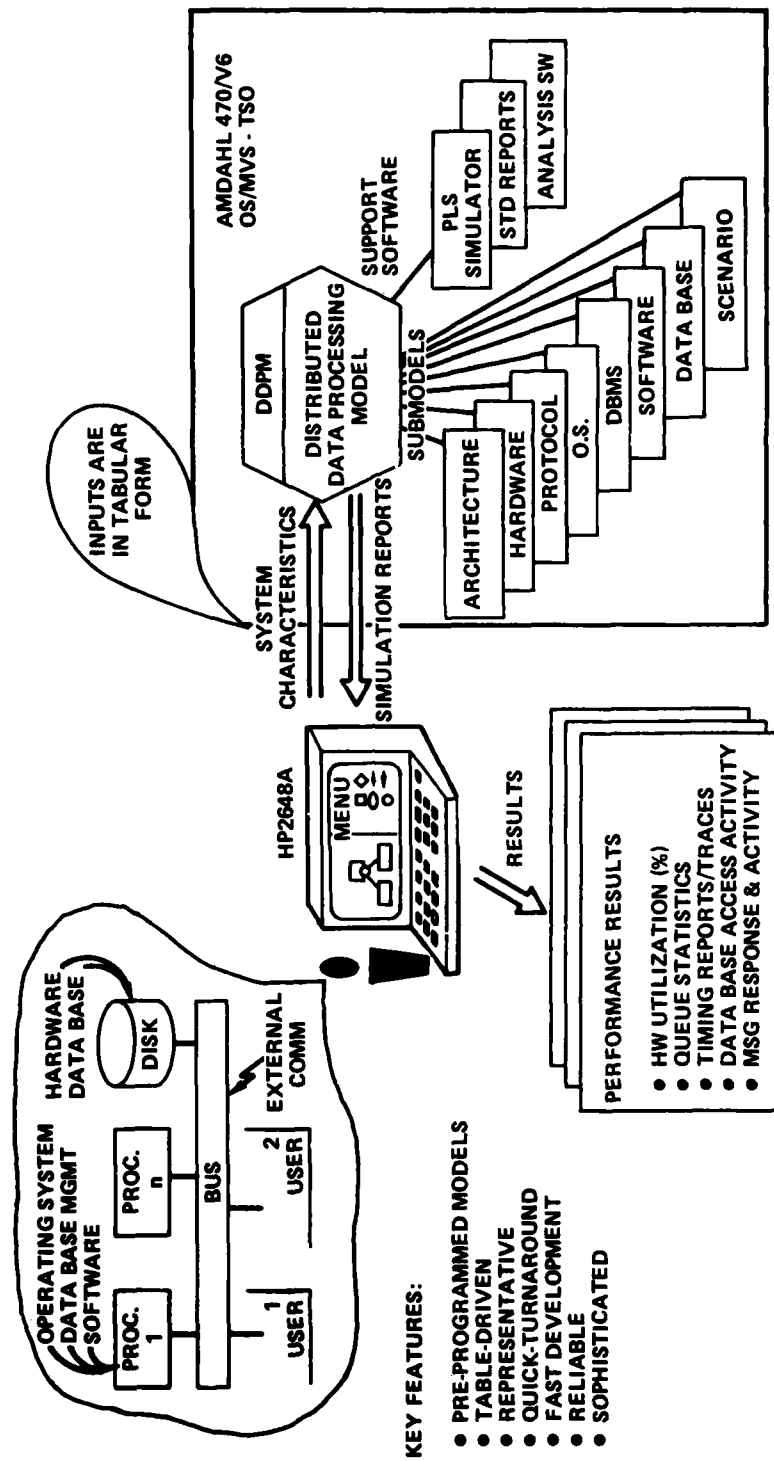 OPERATING SYSTEM
DATA BASE MGMT
SOFTWARE
HARDWARE
DATA BASE
PROC.
1
PROC.
n
DISK
BUS
EXTERNAL
COMM
1
USER
2
USER
KEY FEATURES:
● PRE-PROGRAMMED MODELS
● TABLE-DRIVEN
● REPRESENTATIVE
● QUICK-TURNAROUND
● FAST DEVELOPMENT
● RELIABLE
● SOPHISTICATED
HP2648A
MENU
RESULTS
PERFORMANCE RESULTS
● HW UTILIZATION (%)
● QUEUE STATISTICS
● TIMING REPORTS/TRACES
● DATA BASE ACCESS ACTIVITY
● MSG RESPONSE & ACTIVITY
INPUTS ARE
IN TABULAR
FORM
SYSTEM
CHARACTERISTICS
SIMULATION REPORTS
AMDAHL 470/V6
OS/MVS - TSO
DDPM
DISTRIBUTED
DATA PROCESSING
MODEL
SUPPORT
SOFTWARE
PLS
SIMULATOR
STD REPORTS
ANALYSIS SW
SUBMODELS
ARCHITECTURE
HARDWARE
PROTOCOL
O.S.
DBMS
SOFTWARE
DATA BASE
SCENARIO